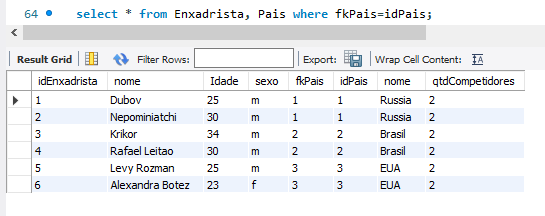 64 select * from Enxadrista, Pais where fkPais=idPais;
Result Grid Filter Rows: Export: Wrap Cell Content:
idEnxadrista nome Idade sexo fkPais idPais nome qtdCompetidores
1 Dubov 25 m 1 1 Russia 2
2 Nepominiatchi 30 m 1 1 Russia 2
3 Krikor 34 m 2 2 Brasil 2
4 Rafael Leitao 30 m 2 2 Brasil 2
5 Levy Rozman 25 m 3 3 EUA 2
6 Alexandra Botez 23 f 3 3 EUA 2